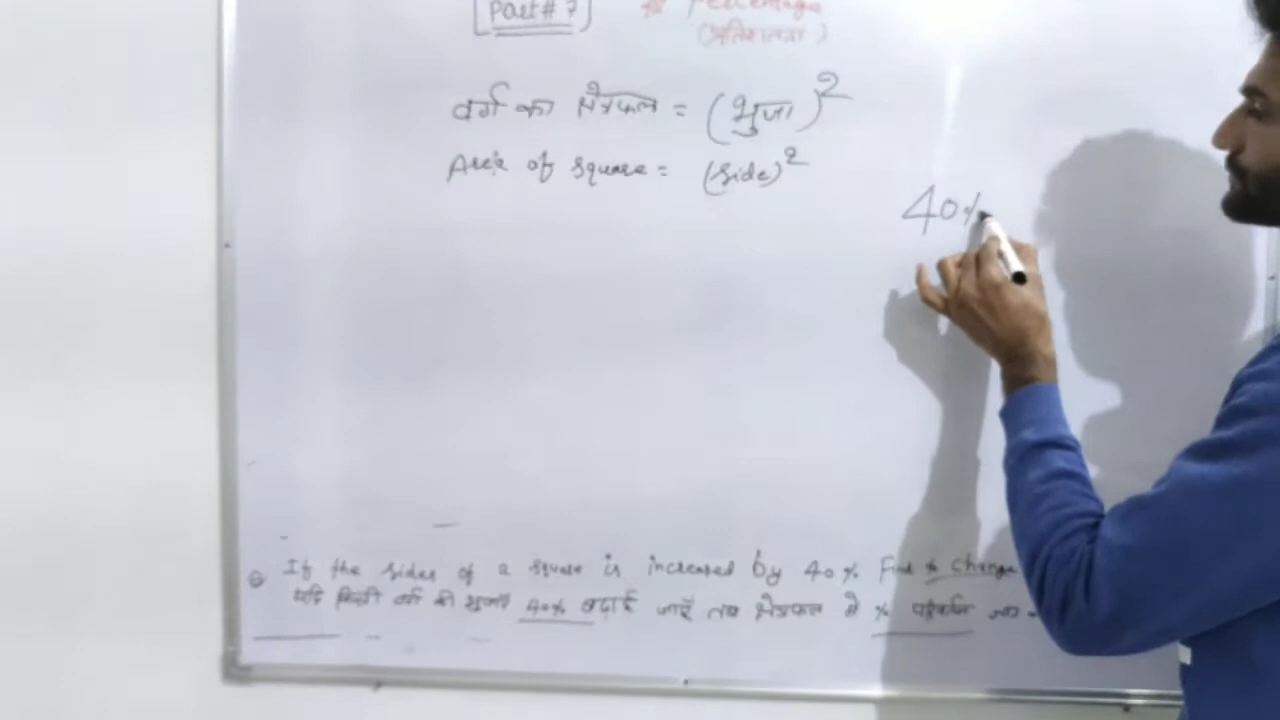 Part # 7
* Percentage
(प्रतिशतता)
वर्ग का क्षेत्रफल = (भुजा)²
Area of square = (side)²
40%
Q If the sides of a square is increased by 40% Find % change
यदि किसी वर्ग की भुजाएँ 40% बढ़ाई जाएँ तब क्षेत्रफल में % परिवर्तन